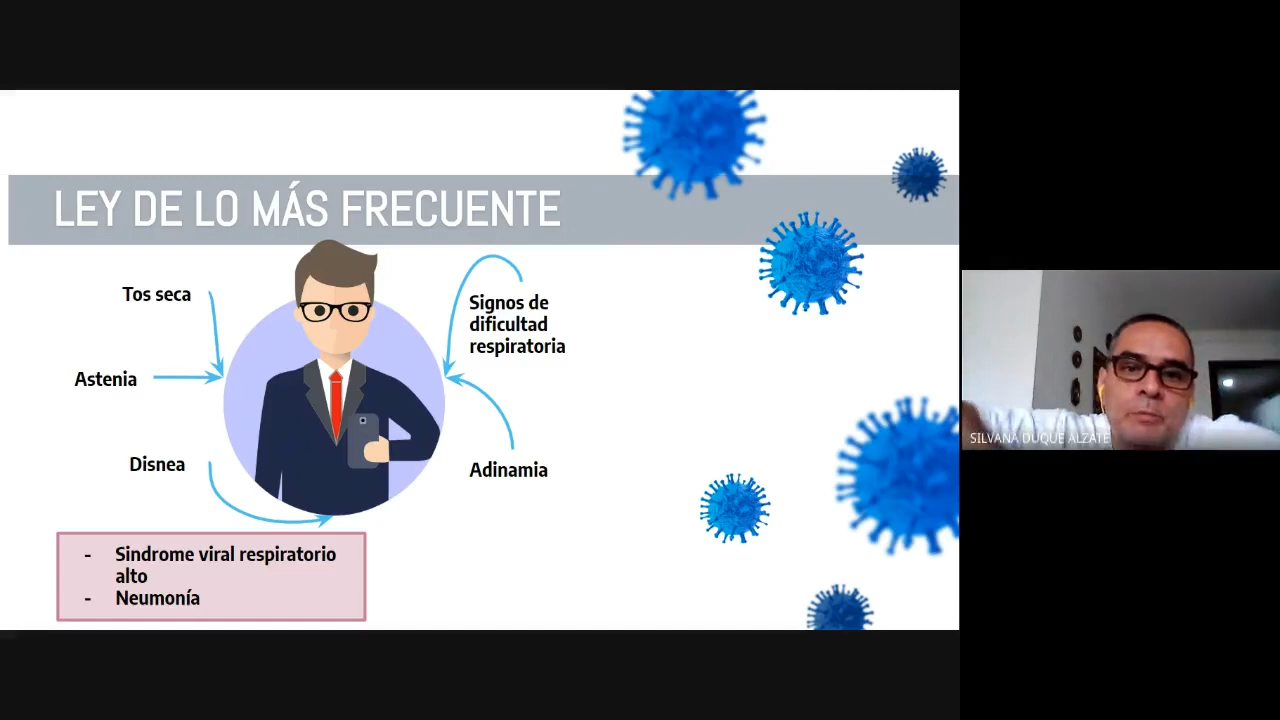 LEY DE LO MÁS FRECUENTE
Tos seca
Astenia
Disnea
Signos de
dificultad
respiratoria
Adinamia
- Sindrome viral respiratorio
alto
- Neumonía
SILVANA DUQUE ALZATE